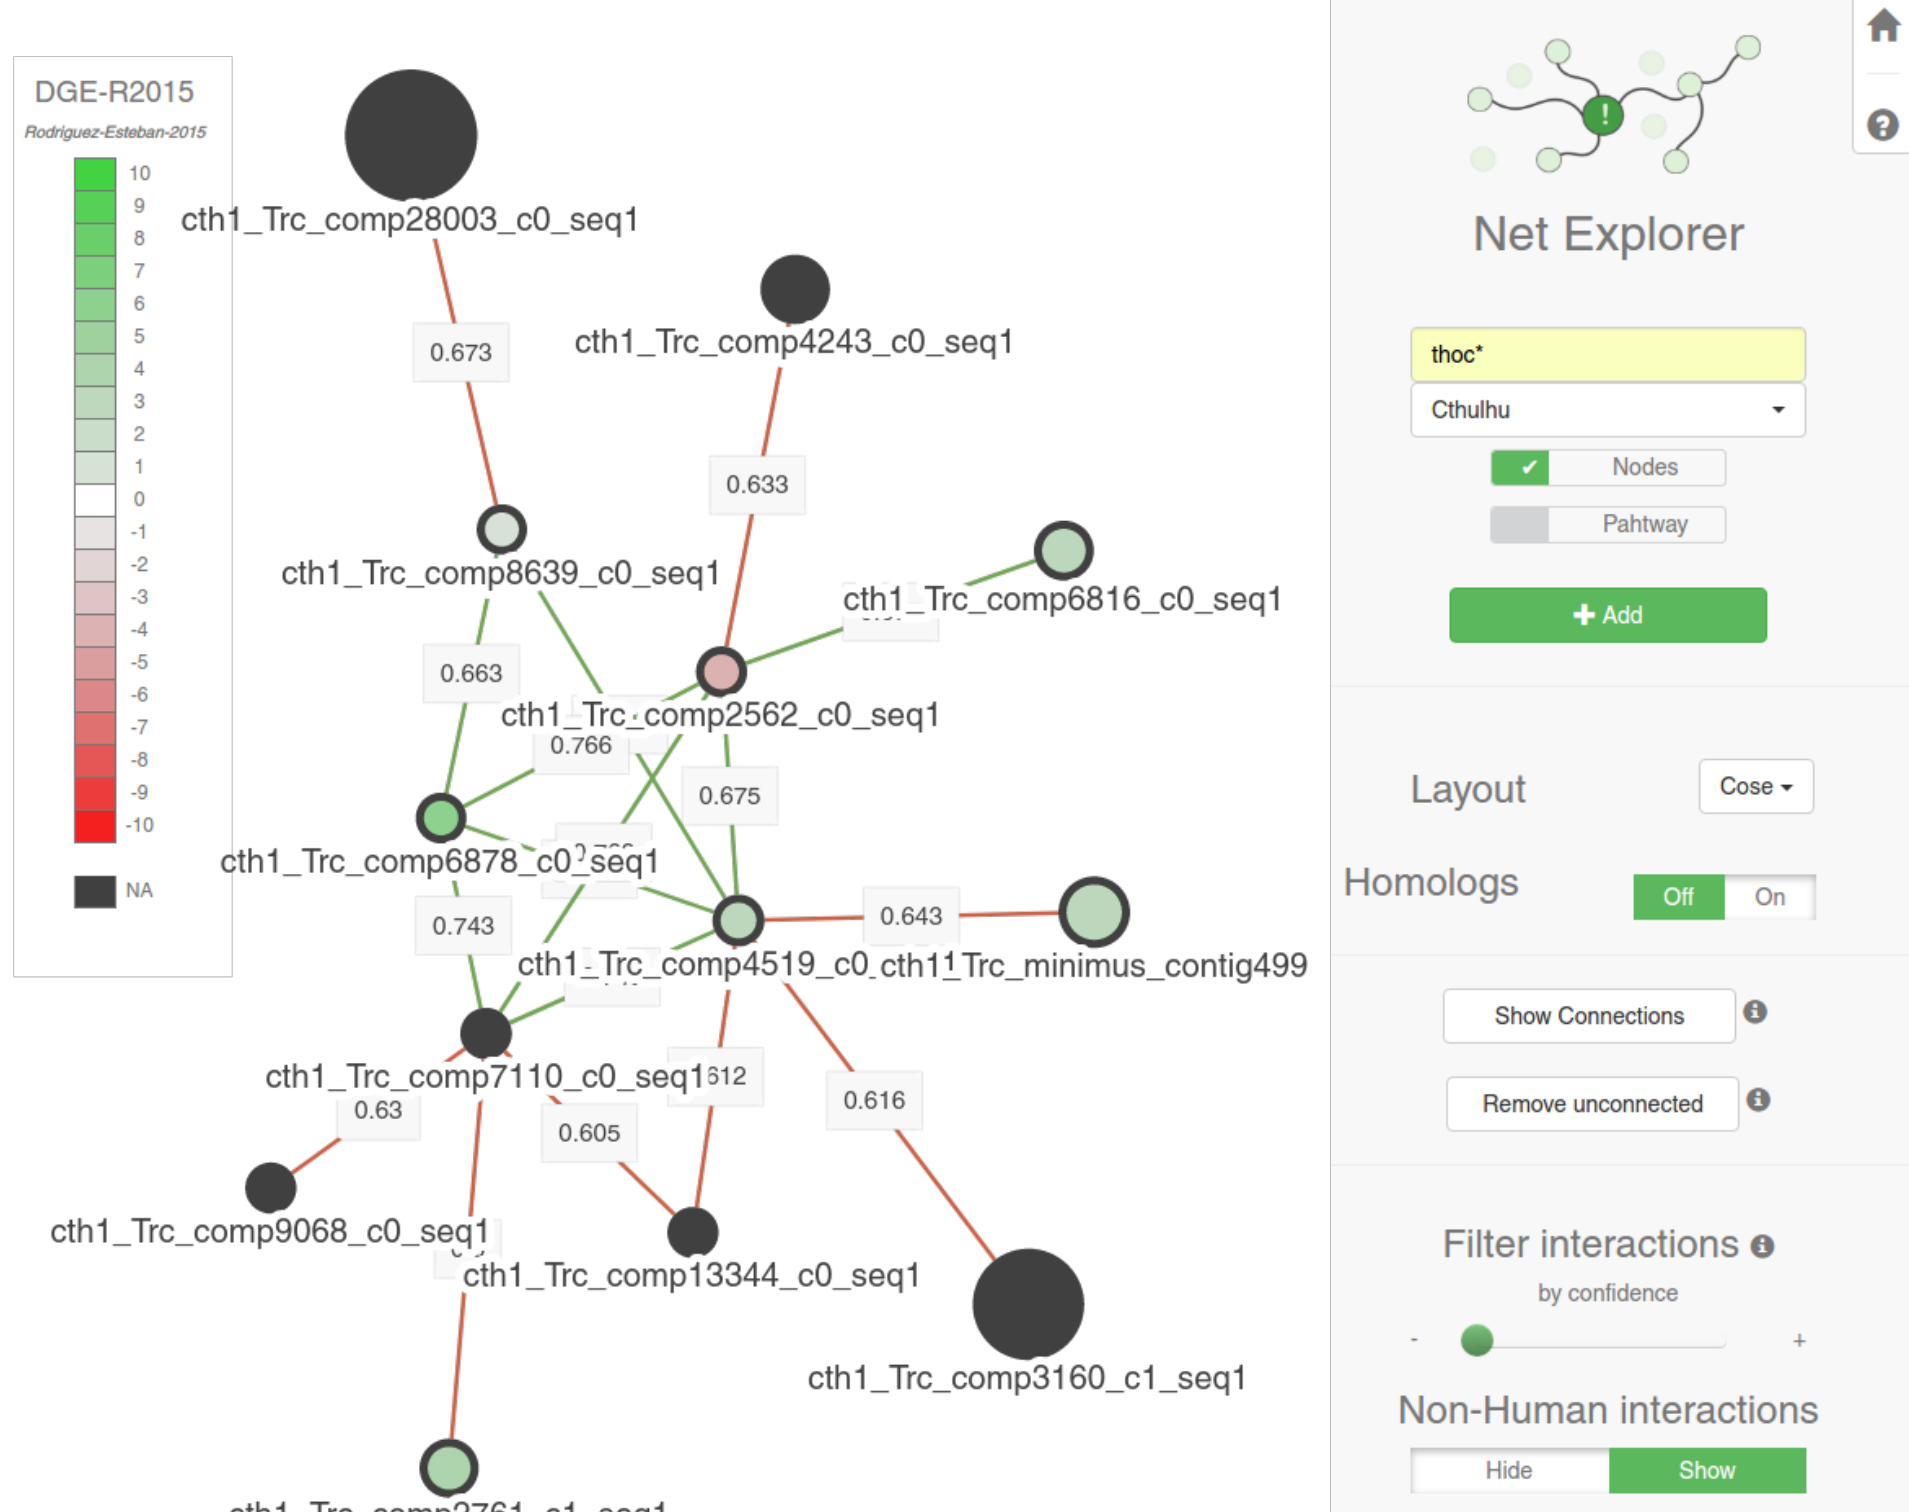 DGE-R2015
Rodriguez-Esteban-2015
10
9
8
7
6
5
4
3
2
1
0
-1
-2
-3
-4
-5
-6
-7
-8
-9
-10
NA
cth1_Trc_comp28003_c0_seq1
cth1_Trc_comp4243_c0_seq1
0.673
0.633
cth1_Trc_comp8639_c0_seq1
cth1_Trc_comp6816_c0_seq1
0.663
cth1_Trc_comp2562_c0_seq1
0.766
0.675
cth1_Trc_comp6878_c0_seq1
0.743
0.643
cth1_Trc_comp4519_c0_
cth1_Trc_minimus_contig499
cth1_Trc_comp7110_c0_seq1
612
0.63
0.605
0.616
cth1_Trc_comp9068_c0_seq1
cth1_Trc_comp13344_c0_seq1
cth1_Trc_comp3160_c1_seq1
!
?
Net Explorer
thoc*
Cthulhu
✔ Nodes
Pahtway
+ Add
Layout Cose
Homologs Off On
Show Connections i
Remove unconnected i
Filter interactions i
by confidence
- +
Non-Human interactions
Hide Show